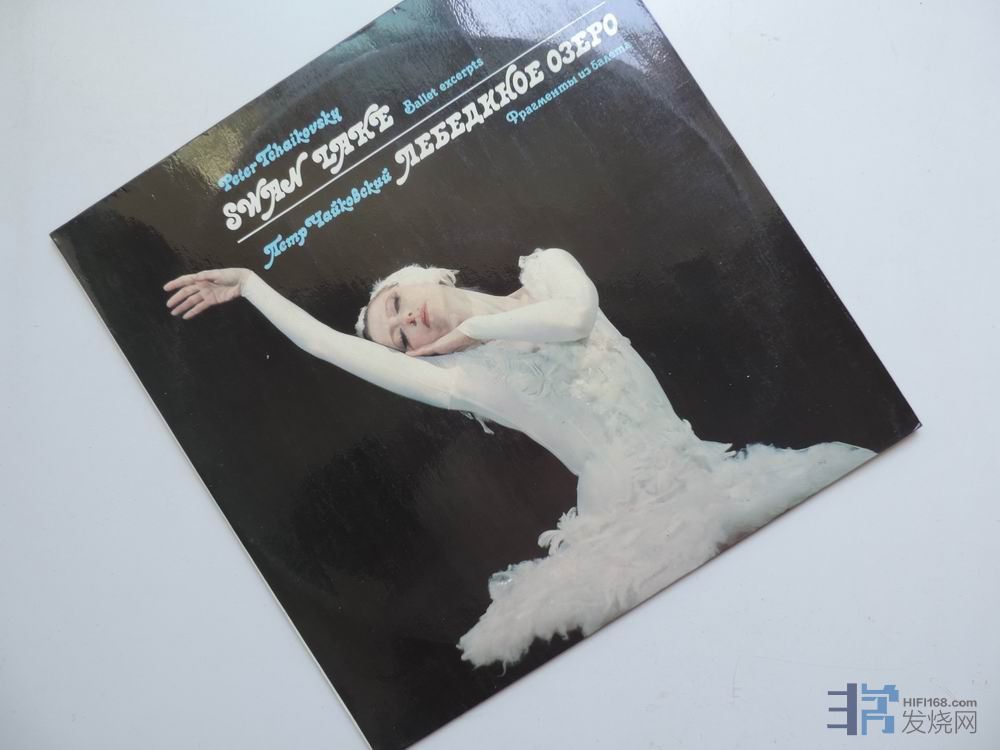 Peter Tchaikovsky
SWAN LAKE Ballet excerpts
Петр Чайковский ЛЕБЕДИНОЕ ОЗЕРО
Фрагменты из балета
HIFI168.com
发烧网